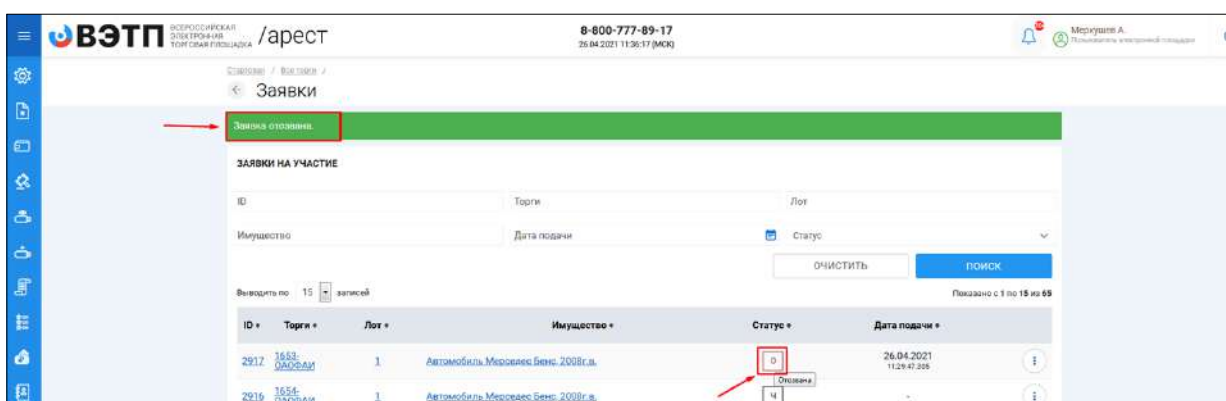 ВЭТП ВСЕРОССИЙСКАЯ ЭЛЕКТРОННАЯ ТОРГОВАЯ ПЛОЩАДКА /арест
8-800-777-89-17
26.04.2021 11:36:17 (МСК)
Меркушев А.
Пользователь электронной площадки
Стартовая / Все торги /
Заявки
Заявка отозвана.
ЗАЯВКИ НА УЧАСТИЕ
ID Торги Лот
Имущество Дата подачи Статус
ОЧИСТИТЬ ПОИСК
Выводить по 15 записей Показано с 1 по 15 из 65
ID Торги Лот Имущество Статус Дата подачи
2917 1653-ОАОФАИ 1 Автомобиль Мерседес Бенс, 2008г.в. О 26.04.2021
11:29:47.305
Отозвана
2916 1654-ОАОФАИ 1 Автомобиль Мерседес Бенс, 2008г.в. Ч -